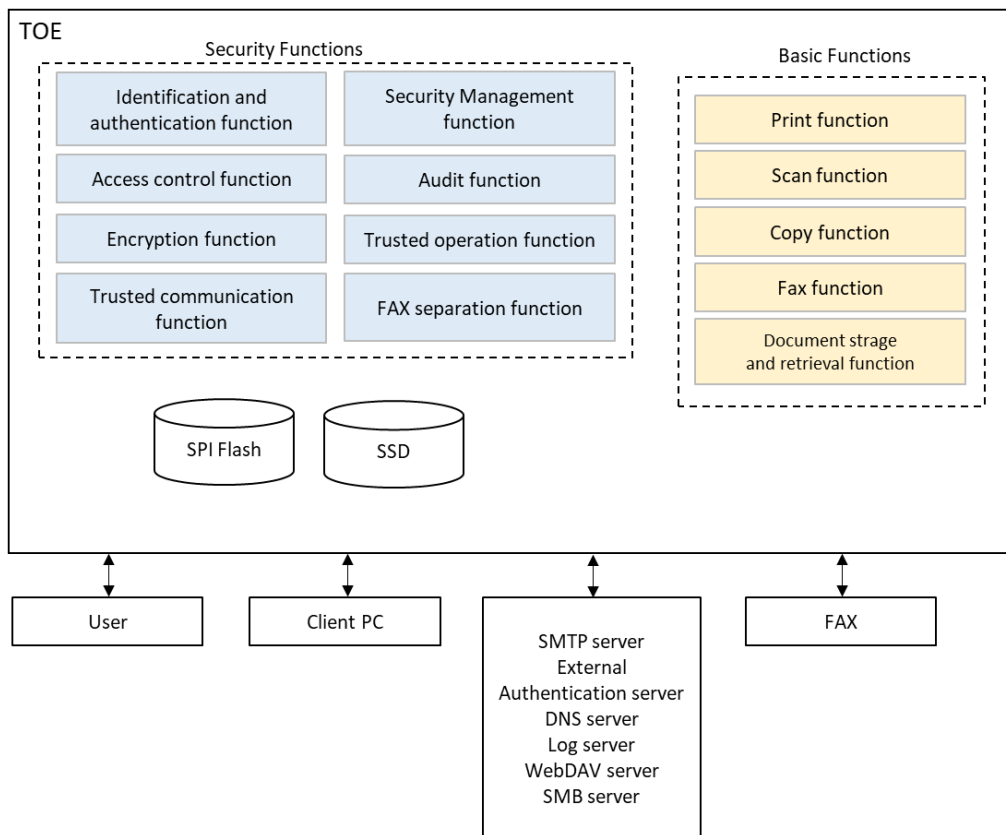 TOE
Security Functions
Identification and
authentication function
Security Management
function
Access control function
Audit function
Encryption function
Trusted operation function
Trusted communication
function
FAX separation function
Basic Functions
Print function
Scan function
Copy function
Fax function
Document strage
and retrieval function
SPI Flash
SSD
User
Client PC
SMTP server
External
Authentication server
DNS server
Log server
WebDAV server
SMB server
FAX